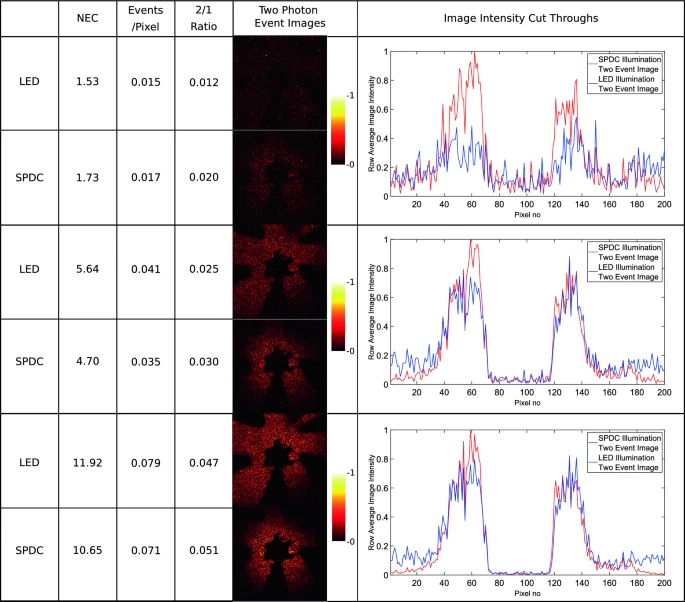 NEC
Events
/Pixel
2/1
Ratio
Two Photon
Event Images
Image Intensity Cut Throughs
LED
1.53
0.015
0.012
-1
-0
SPDC
1.73
0.017
0.020
1
0.8
0.6
0.4
0.2
0
20
40
60
80
100
120
140
160
180
200
Pixel no
Row Average Image Intensity
SPDC Illumination
Two Event Image
LED Illumination
Two Event Image
LED
5.64
0.041
0.025
-1
-0
SPDC
4.70
0.035
0.030
1
0.8
0.6
0.4
0.2
0
20
40
60
80
100
120
140
160
180
200
Pixel no
Row Average Image Intensity
SPDC Illumination
Two Event Image
LED Illumination
Two Event Image
LED
11.92
0.079
0.047
-1
-0
SPDC
10.65
0.071
0.051
1
0.8
0.6
0.4
0.2
0
20
40
60
80
100
120
140
160
180
200
Pixel no
Row Average Image Intensity
SPDC Illumination
Two Event Image
LED Illumination
Two Event Image